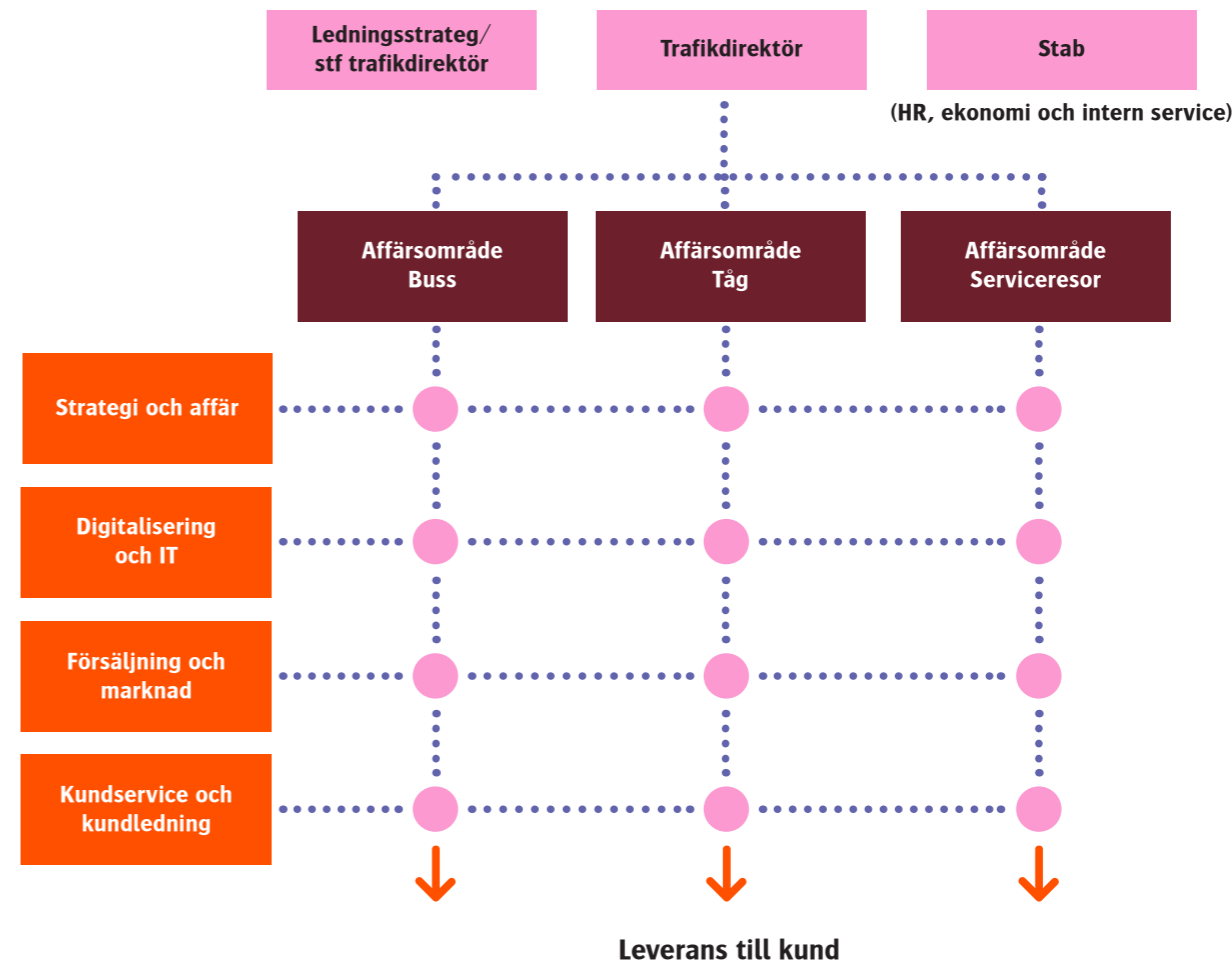 Ledningsstrateg/
stf trafikdirektör
Trafikdirektör
Stab
(HR, ekonomi och intern service)
Affärsområde
Buss
Affärsområde
Tåg
Affärsområde
Serviceresor
Strategi och affär
Digitalisering
och IT
Försäljning och
marknad
Kundservice och
kundledning
Leverans till kund